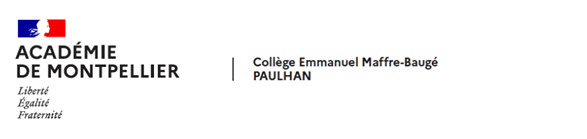 ACADÉMIE
DE MONTPELLIER
Liberté
Égalité
Fraternité
Collège Emmanuel Maffre-Baugé
PAULHAN